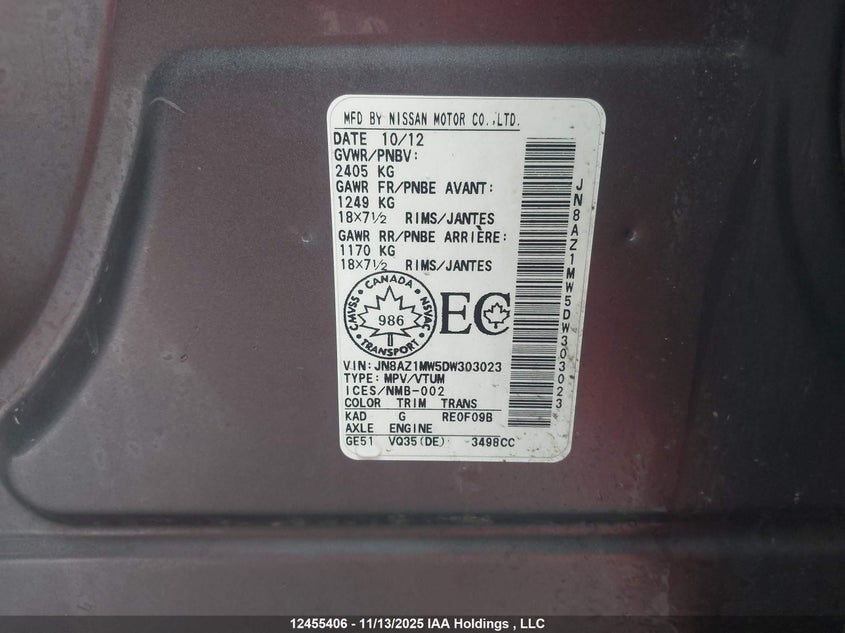 MFD BY NISSAN MOTOR CO.,LTD.
DATE 10/12
GVWR/PNBV:
2405 KG
GAWR FR/PNBE AVANT:
1249 KG
18×7½ RIMS/JANTES
GAWR RR/PNBE ARRIÈRE:
1170 KG
18×7½ RIMS/JANTES
CANADA
CMVSS
NSVAC
986
TRANSPORT
EC
VIN:JN8AZ1MW5DW303023
TYPE:MPV/VTUM
ICES/NMB-002
COLOR TRIM TRANS
KAD G RE0F09B
AXLE ENGINE
GE51 VQ35(DE) 3498CC
JN8AZ1MW5DW303023
12455406 - 11/13/2025 IAA Holdings , LLC